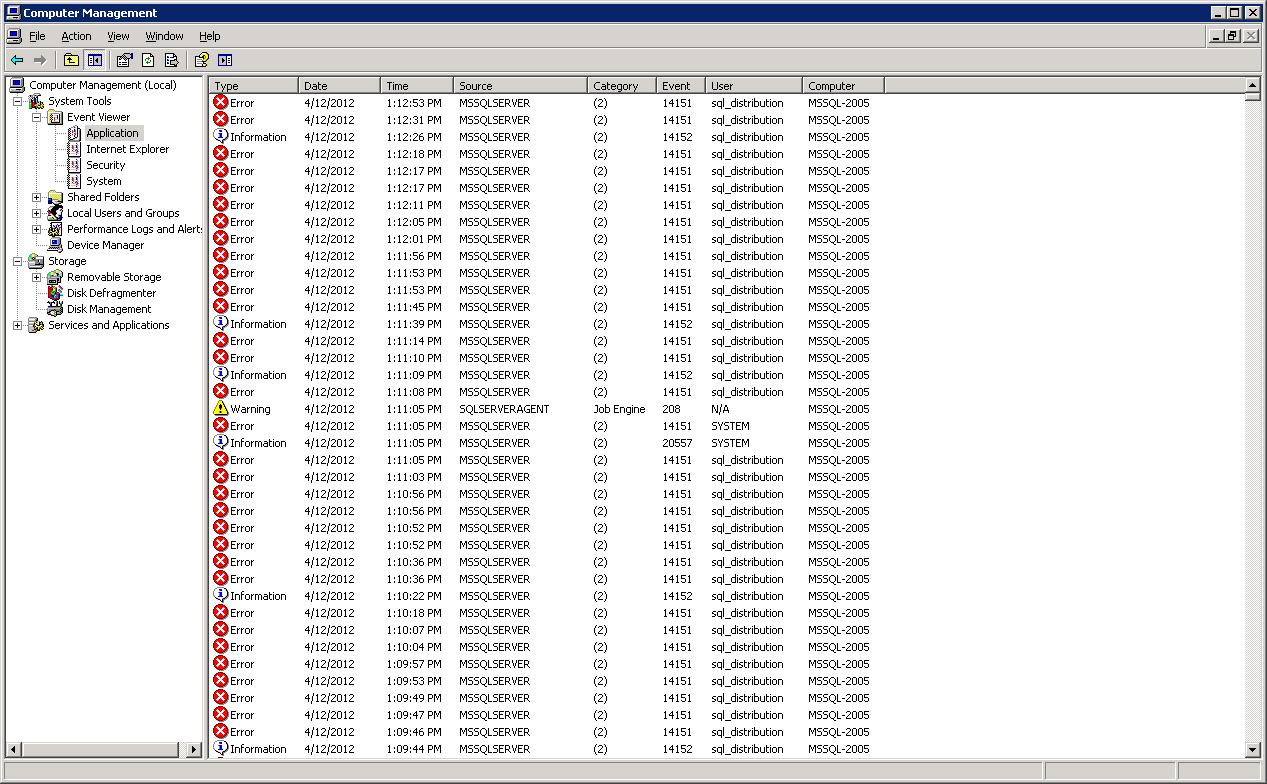 Computer Management
File Action View Window Help
Computer Management (Local)
System Tools
Event Viewer
Application
Internet Explorer
Security
System
Shared Folders
Local Users and Groups
Performance Logs and Alerts
Device Manager
Storage
Removable Storage
Disk Defragmenter
Disk Management
Services and Applications
Type Date Time Source Category Event User Computer
Error 4/12/2012 1:12:53 PM MSSQLSERVER (2) 14151 sql_distribution MSSQL-2005
Error 4/12/2012 1:12:31 PM MSSQLSERVER (2) 14151 sql_distribution MSSQL-2005
Information 4/12/2012 1:12:26 PM MSSQLSERVER (2) 14152 sql_distribution MSSQL-2005
Error 4/12/2012 1:12:18 PM MSSQLSERVER (2) 14151 sql_distribution MSSQL-2005
Error 4/12/2012 1:12:17 PM MSSQLSERVER (2) 14151 sql_distribution MSSQL-2005
Error 4/12/2012 1:12:17 PM MSSQLSERVER (2) 14151 sql_distribution MSSQL-2005
Error 4/12/2012 1:12:11 PM MSSQLSERVER (2) 14151 sql_distribution MSSQL-2005
Error 4/12/2012 1:12:05 PM MSSQLSERVER (2) 14151 sql_distribution MSSQL-2005
Error 4/12/2012 1:12:01 PM MSSQLSERVER (2) 14151 sql_distribution MSSQL-2005
Error 4/12/2012 1:11:56 PM MSSQLSERVER (2) 14151 sql_distribution MSSQL-2005
Error 4/12/2012 1:11:53 PM MSSQLSERVER (2) 14151 sql_distribution MSSQL-2005
Error 4/12/2012 1:11:53 PM MSSQLSERVER (2) 14151 sql_distribution MSSQL-2005
Error 4/12/2012 1:11:45 PM MSSQLSERVER (2) 14151 sql_distribution MSSQL-2005
Information 4/12/2012 1:11:39 PM MSSQLSERVER (2) 14152 sql_distribution MSSQL-2005
Error 4/12/2012 1:11:14 PM MSSQLSERVER (2) 14151 sql_distribution MSSQL-2005
Error 4/12/2012 1:11:10 PM MSSQLSERVER (2) 14151 sql_distribution MSSQL-2005
Information 4/12/2012 1:11:09 PM MSSQLSERVER (2) 14152 sql_distribution MSSQL-2005
Error 4/12/2012 1:11:08 PM MSSQLSERVER (2) 14151 sql_distribution MSSQL-2005
Warning 4/12/2012 1:11:05 PM SQLSERVERAGENT Job Engine 208 N/A MSSQL-2005
Error 4/12/2012 1:11:05 PM MSSQLSERVER (2) 14151 SYSTEM MSSQL-2005
Information 4/12/2012 1:11:05 PM MSSQLSERVER (2) 20557 SYSTEM MSSQL-2005
Error 4/12/2012 1:11:05 PM MSSQLSERVER (2) 14151 sql_distribution MSSQL-2005
Error 4/12/2012 1:11:03 PM MSSQLSERVER (2) 14151 sql_distribution MSSQL-2005
Error 4/12/2012 1:10:56 PM MSSQLSERVER (2) 14151 sql_distribution MSSQL-2005
Error 4/12/2012 1:10:56 PM MSSQLSERVER (2) 14151 sql_distribution MSSQL-2005
Error 4/12/2012 1:10:52 PM MSSQLSERVER (2) 14151 sql_distribution MSSQL-2005
Error 4/12/2012 1:10:52 PM MSSQLSERVER (2) 14151 sql_distribution MSSQL-2005
Error 4/12/2012 1:10:36 PM MSSQLSERVER (2) 14151 sql_distribution MSSQL-2005
Error 4/12/2012 1:10:36 PM MSSQLSERVER (2) 14151 sql_distribution MSSQL-2005
Information 4/12/2012 1:10:22 PM MSSQLSERVER (2) 14152 sql_distribution MSSQL-2005
Error 4/12/2012 1:10:18 PM MSSQLSERVER (2) 14151 sql_distribution MSSQL-2005
Error 4/12/2012 1:10:07 PM MSSQLSERVER (2) 14151 sql_distribution MSSQL-2005
Error 4/12/2012 1:10:04 PM MSSQLSERVER (2) 14151 sql_distribution MSSQL-2005
Error 4/12/2012 1:09:57 PM MSSQLSERVER (2) 14151 sql_distribution MSSQL-2005
Error 4/12/2012 1:09:53 PM MSSQLSERVER (2) 14151 sql_distribution MSSQL-2005
Error 4/12/2012 1:09:49 PM MSSQLSERVER (2) 14151 sql_distribution MSSQL-2005
Error 4/12/2012 1:09:47 PM MSSQLSERVER (2) 14151 sql_distribution MSSQL-2005
Error 4/12/2012 1:09:46 PM MSSQLSERVER (2) 14151 sql_distribution MSSQL-2005
Information 4/12/2012 1:09:44 PM MSSQLSERVER (2) 14152 sql_distribution MSSQL-2005